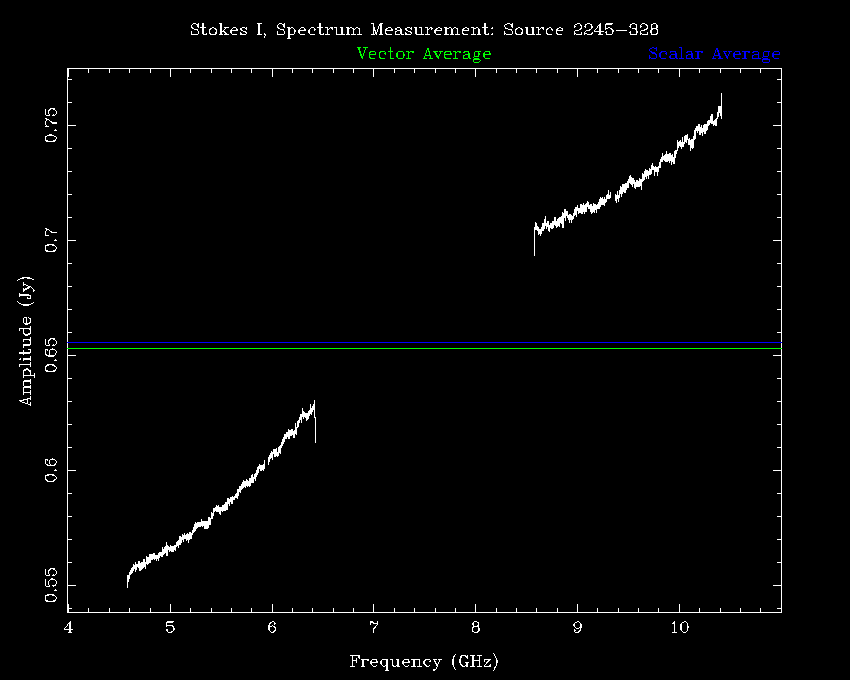 Stokes I, Spectrum Measurement: Source 2245−328
Vector Average Scalar Average
0.75
0.7
0.65
0.6
0.55
Amplitude (Jy)
4 5 6 7 8 9 10
Frequency (GHz)